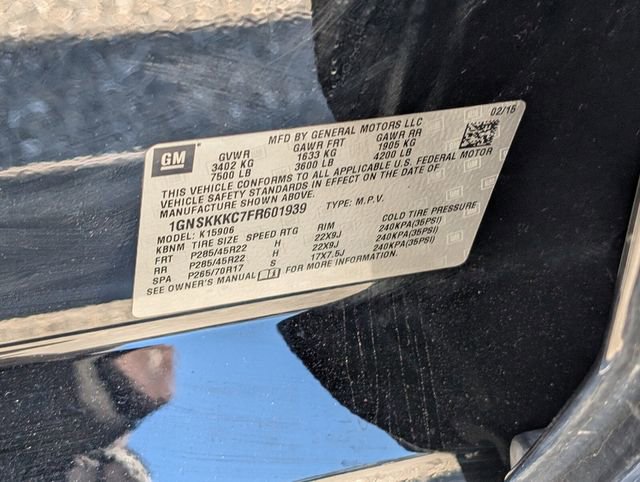 MFD BY GENERAL MOTORS LLC
02/15
GM
GVWR GAWR FRT GAWR RR
3402 KG 1633 KG 1905 KG
7500 LB 3600 LB 4200 LB
THIS VEHICLE CONFORMS TO ALL APPLICABLE U.S. FEDERAL MOTOR
VEHICLE SAFETY STANDARDS IN EFFECT ON THE DATE OF
MANUFACTURE SHOWN ABOVE.
1GNSKKKC7FR601939 TYPE: M.P.V.
MODEL: K15906
KBNM TIRE SIZE SPEED RTG RIM COLD TIRE PRESSURE
FRT P285/45R22 H 22X9J 240KPA(35PSI)
RR P285/45R22 H 22X9J 240KPA(35PSI)
SPA P265/70R17 S 17X7.5J 240KPA(35PSI)
SEE OWNER'S MANUAL FOR MORE INFORMATION.